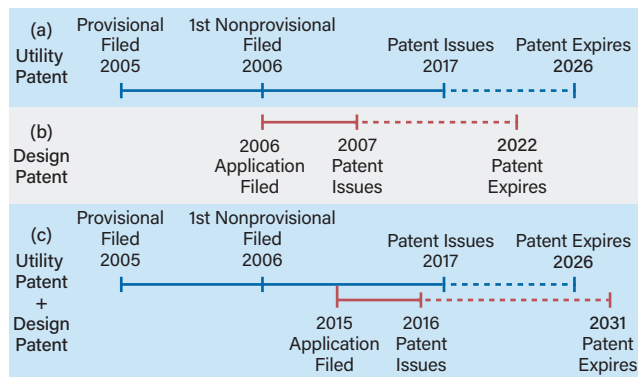 (a)
Utility
Patent
Provisional
Filed
2005
1st Nonprovisional
Filed
2006
Patent Issues
2017
Patent Expires
2026
(b)
Design
Patent
2006
Application
Filed
2007
Patent
Issues
2022
Patent
Expires
(c)
Utility
Patent
+
Design
Patent
Provisional
Filed
2005
1st Nonprovisional
Filed
2006
Patent Issues
2017
Patent Expires
2026
2015
Application
Filed
2016
Patent
Issues
2031
Patent
Expires